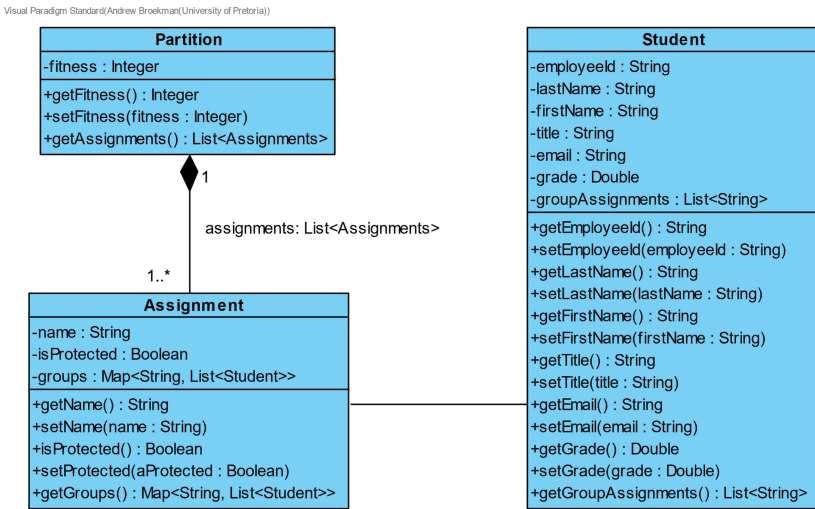 Visual Paradigm Standard(Andrew Broekman(University of Pretoria))
Partition
-fitness : Integer
+getFitness() : Integer
+setFitness(fitness : Integer)
+getAssignments() : List<Assignments>
1
assignments: List<Assignments>
1..*
Assignment
-name : String
-isProtected : Boolean
-groups : Map<String, List<Student>>
+getName() : String
+setName(name : String)
+isProtected() : Boolean
+setProtected(aProtected : Boolean)
+getGroups() : Map<String, List<Student>>
Student
-employeeId : String
-lastName : String
-firstName : String
-title : String
-email : String
-grade : Double
-groupAssignments : List<String>
+getEmployeeId() : String
+setEmployeeId(employeeId : String)
+getLastName() : String
+setLastName(lastName : String)
+getFirstName() : String
+setFirstName(firstName : String)
+getTitle() : String
+setTitle(title : String)
+getEmail() : String
+setEmail(email : String)
+getGrade() : Double
+setGrade(grade : Double)
+getGroupAssignments() : List<String>